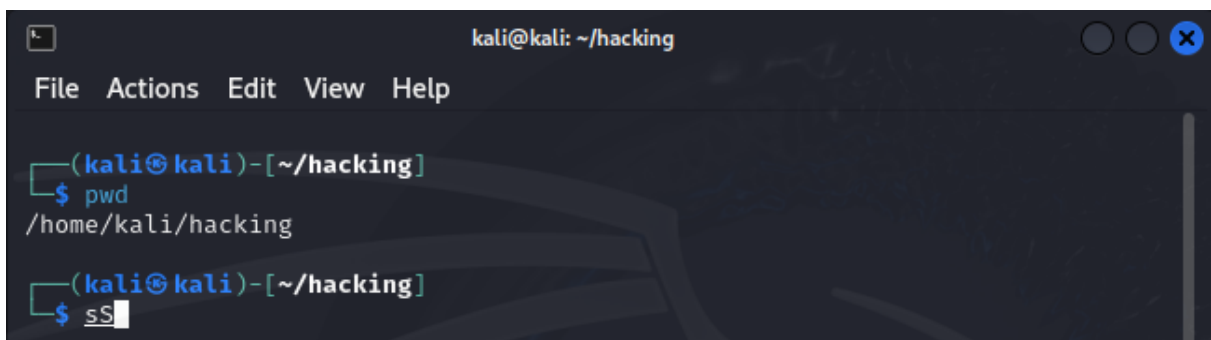 kali@kali: ~/hacking
File Actions Edit View Help
┌──(kali㉿kali)-[~/hacking]
└─$ pwd
/home/kali/hacking
┌──(kali㉿kali)-[~/hacking]
└─$ sS